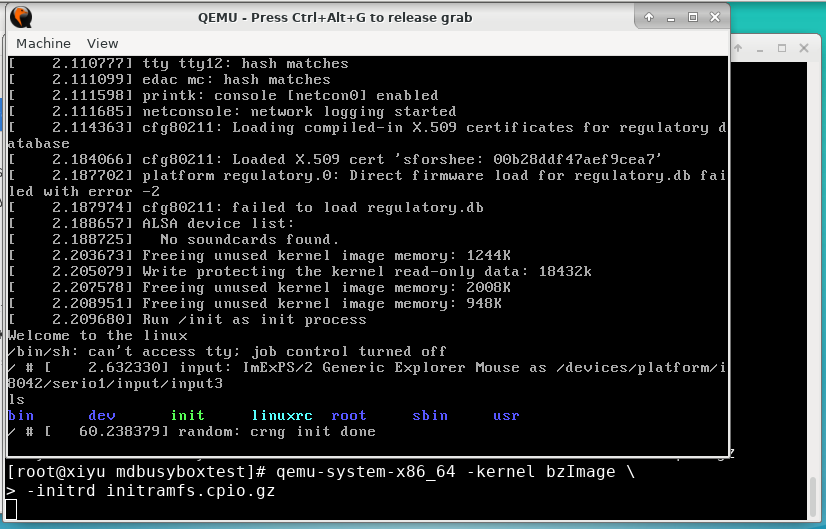 QEMU - Press Ctrl+Alt+G to release grab
Machine View
[    2.110777] tty tty12: hash matches
[    2.111099] edac mc: hash matches
[    2.111598] printk: console [netcon0] enabled
[    2.111685] netconsole: network logging started
[    2.114363] cfg80211: Loading compiled-in X.509 certificates for regulatory d
atabase
[    2.184066] cfg80211: Loaded X.509 cert 'sforshee: 00b28ddf47aef9cea7'
[    2.187702] platform regulatory.0: Direct firmware load for regulatory.db fai
led with error -2
[    2.187974] cfg80211: failed to load regulatory.db
[    2.188657] ALSA device list:
[    2.188725]   No soundcards found.
[    2.203673] Freeing unused kernel image memory: 1244K
[    2.205079] Write protecting the kernel read-only data: 18432k
[    2.207578] Freeing unused kernel image memory: 2008K
[    2.208951] Freeing unused kernel image memory: 948K
[    2.209680] Run /init as init process
Welcome to the linux
/bin/sh: can't access tty; job control turned off
/ # [    2.632330] input: ImExPS/2 Generic Explorer Mouse as /devices/platform/i
8042/serio1/input/input3
ls
bin      dev      init     linuxrc  root     sbin     usr
/ # [   60.238379] random: crng init done
[root@xiyu mdbusyboxtest]# qemu-system-x86_64 -kernel bzImage \
> -initrd initramfs.cpio.gz